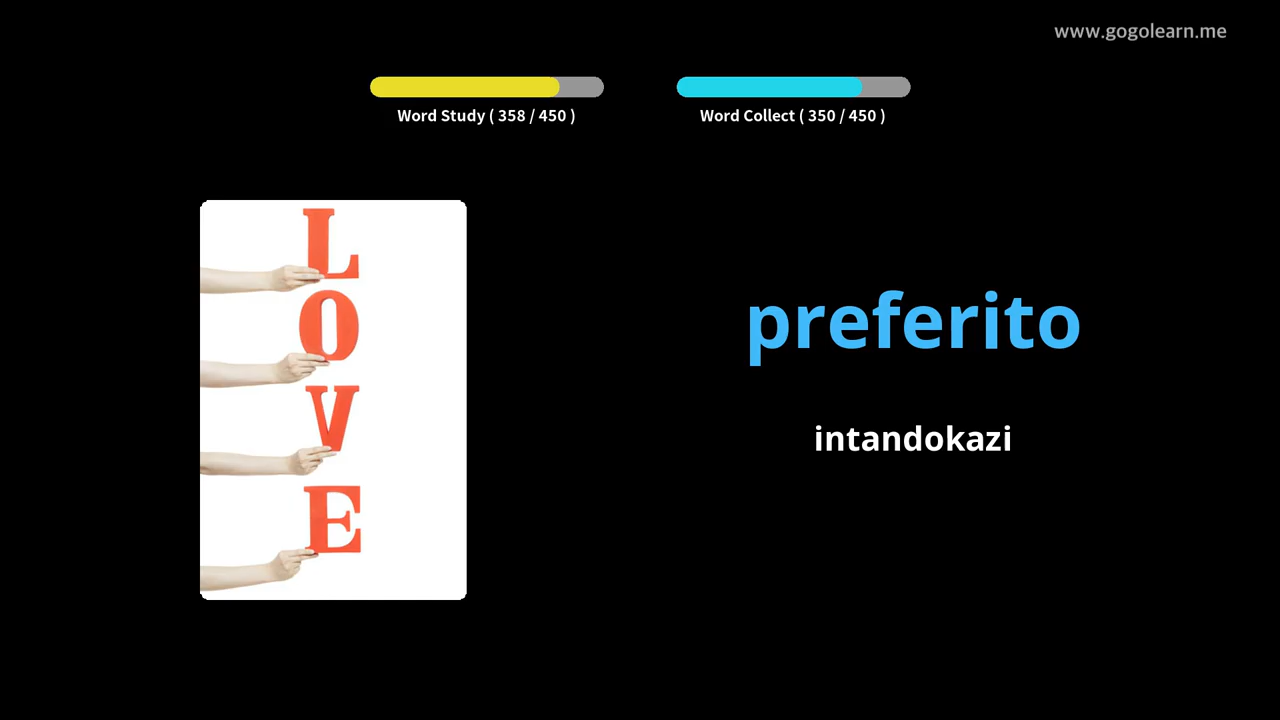 www.gogolearn.me
Word Study ( 358 / 450 )
Word Collect ( 350 / 450 )
L
O
V
E
preferito
intandokazi